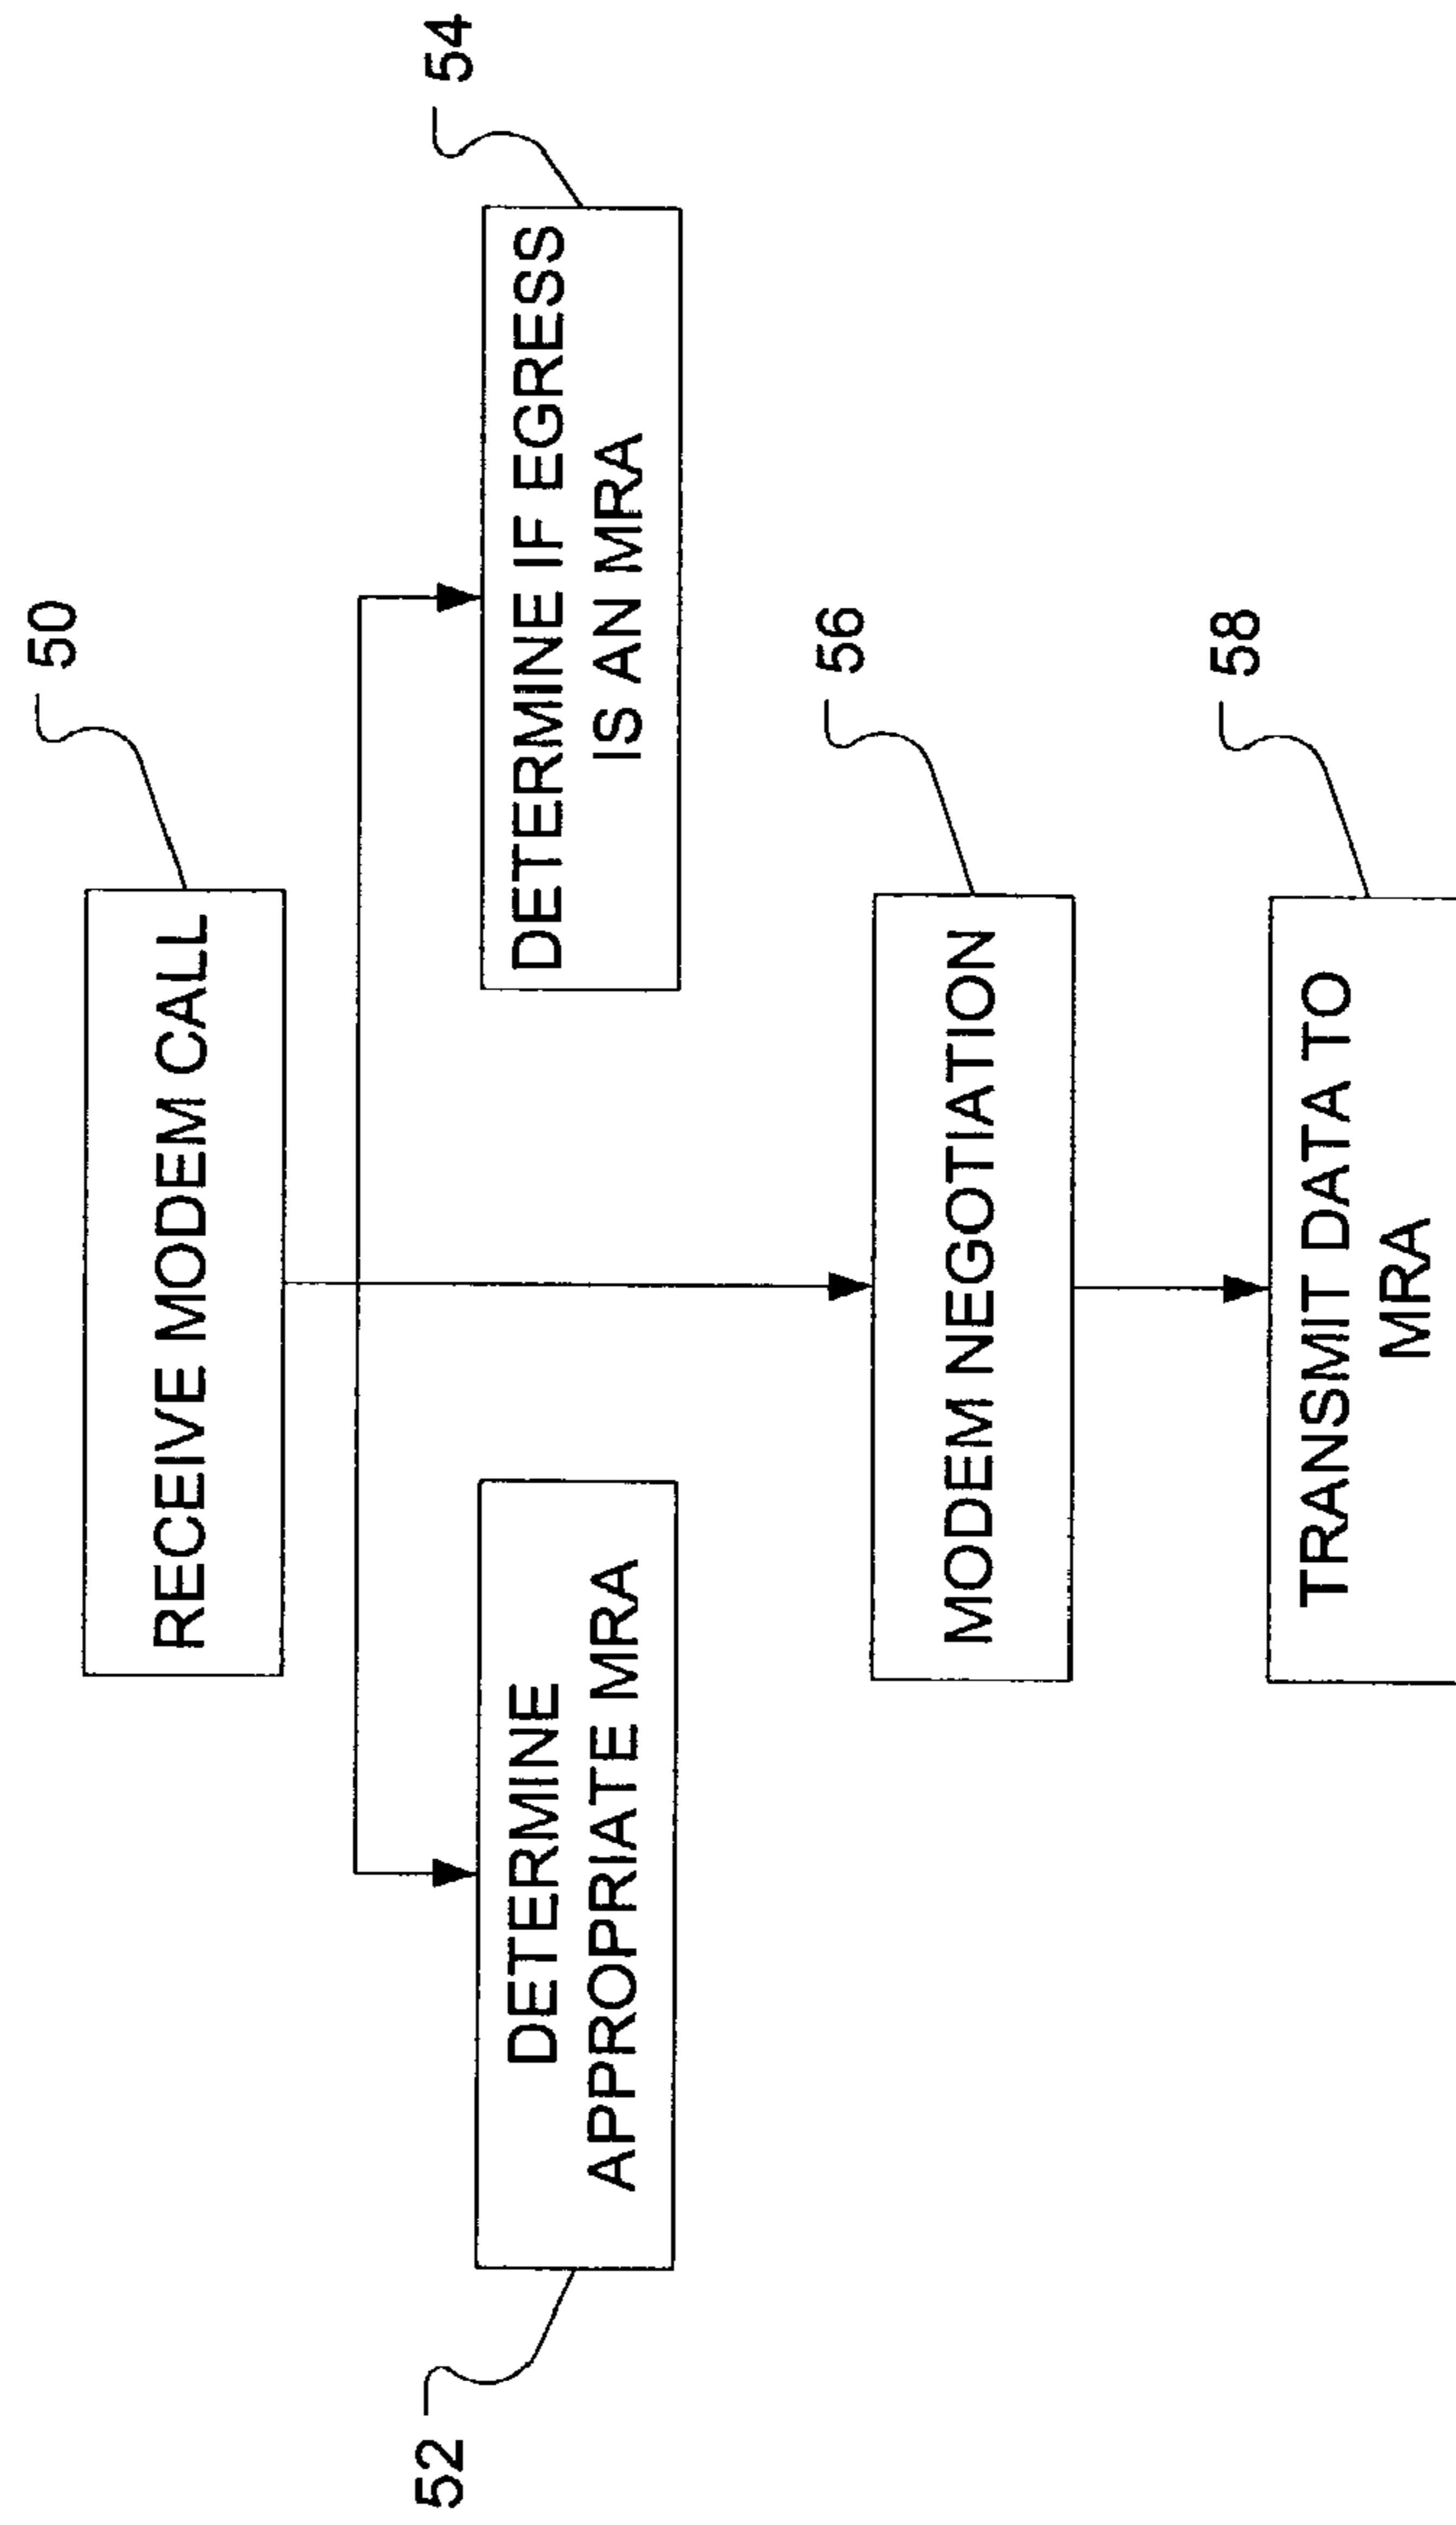 50
RECEIVE MODEM CALL
52
DETERMINE
APPROPRIATE MRA
54
DETERMINE IF EGRESS
IS AN MRA
56
MODEM NEGOTIATION
58
TRANSMIT DATA TO
MRA